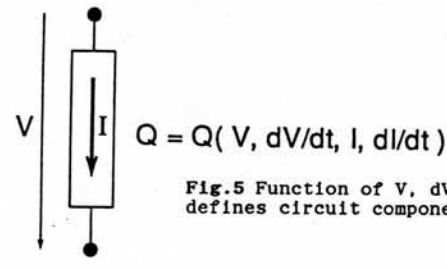 V
I
Q = Q( V, dV/dt, I, dI/dt )
Fig.5 Function of V, dV
defines circuit compone